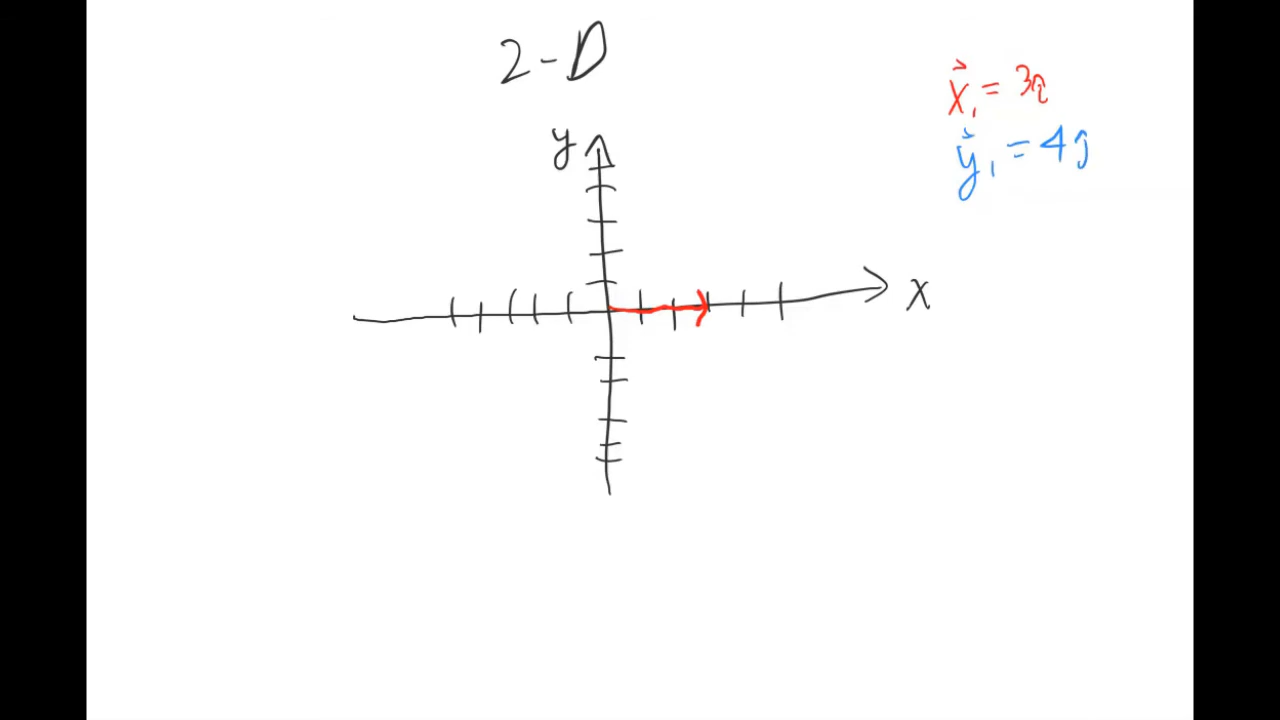 2-D
x⃗₁ = 3î
y⃗₁ = 4ĵ
y
x